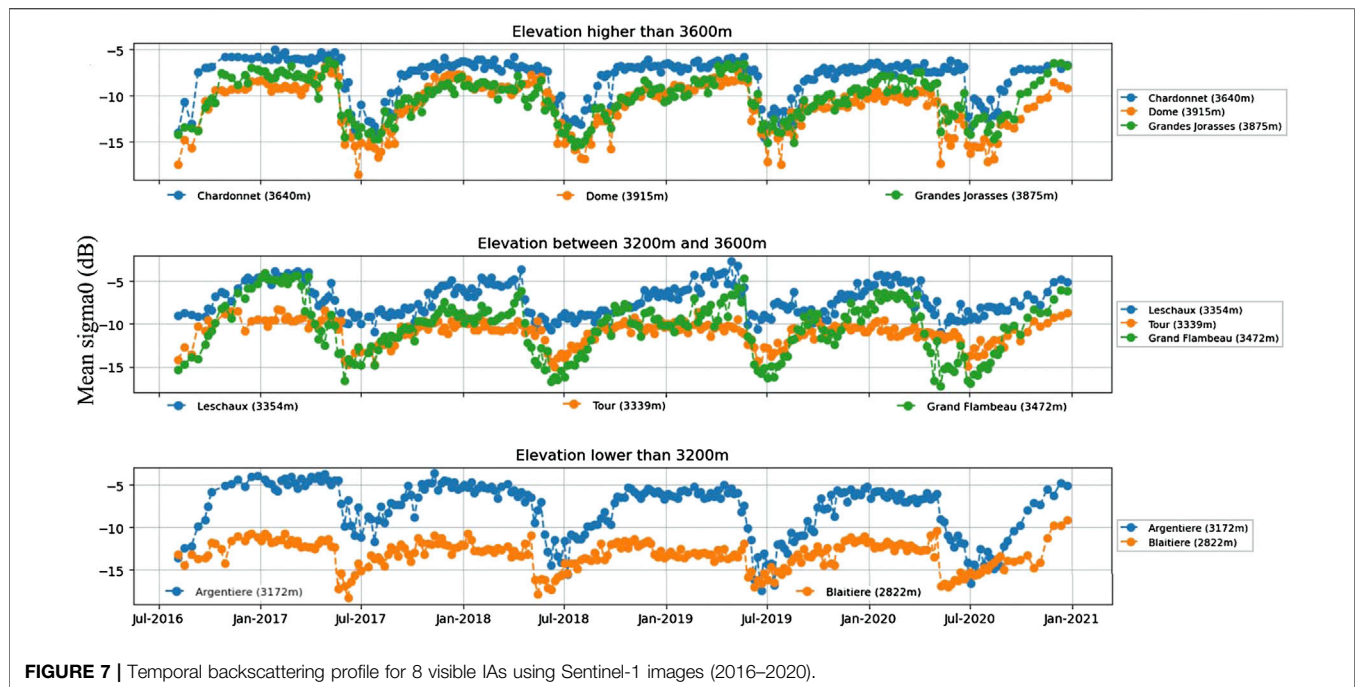 Elevation higher than 3600m
−5
−10
−15
Chardonnet (3640m)
Dome (3915m)
Grandes Jorasses (3875m)
Chardonnet (3640m)
Dome (3915m)
Grandes Jorasses (3875m)
Mean sigma0 (dB)
Elevation between 3200m and 3600m
−5
−10
−15
Leschaux (3354m)
Tour (3339m)
Grand Flambeau (3472m)
Leschaux (3354m)
Tour (3339m)
Grand Flambeau (3472m)
Elevation lower than 3200m
−5
−10
−15
Argentiere (3172m)
Blaitiere (2822m)
Argentiere (3172m)
Blaitiere (2822m)
Jul-2016
Jan-2017
Jul-2017
Jan-2018
Jul-2018
Jan-2019
Jul-2019
Jan-2020
Jul-2020
Jan-2021
FIGURE 7 | Temporal backscattering profile for 8 visible IAs using Sentinel-1 images (2016–2020).